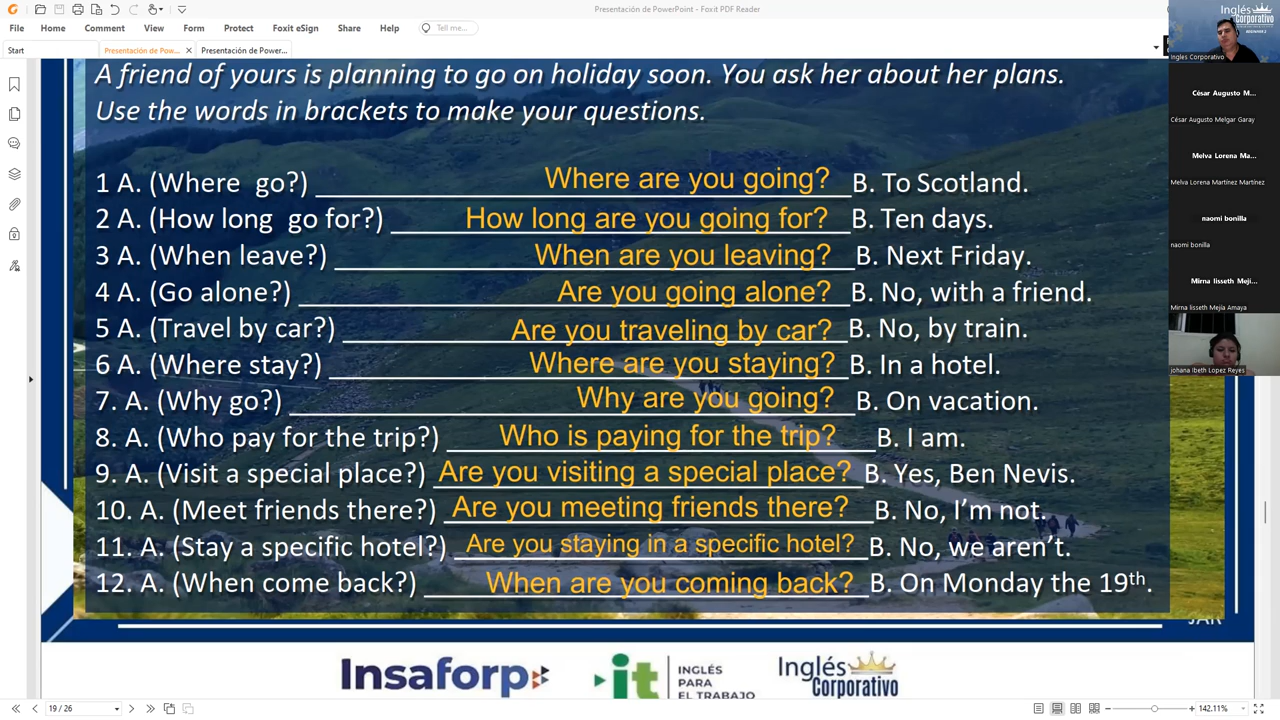 Presentación de PowerPoint - Foxit PDF Reader
File Home Comment View Form Protect Foxit eSign Share Help Tell me...
Start Presentación de Pow... × Presentación de Power...
A friend of yours is planning to go on holiday soon. You ask her about her plans.
Use the words in brackets to make your questions.
1 A. (Where go?) Where are you going? B. To Scotland.
2 A. (How long go for?) How long are you going for? B. Ten days.
3 A. (When leave?) When are you leaving? B. Next Friday.
4 A. (Go alone?) Are you going alone? B. No, with a friend.
5 A. (Travel by car?) Are you traveling by car? B. No, by train.
6 A. (Where stay?) Where are you staying? B. In a hotel.
7. A. (Why go?) Why are you going? B. On vacation.
8. A. (Who pay for the trip?) Who is paying for the trip? B. I am.
9. A. (Visit a special place?) Are you visiting a special place? B. Yes, Ben Nevis.
10. A. (Meet friends there?) Are you meeting friends there? B. No, I'm not.
11. A. (Stay a specific hotel?) Are you staying in a specific hotel? B. No, we aren't.
12. A. (When come back?) When are you coming back? B. On Monday the 19th.
JAR
Insaforp it INGLÉS PARA EL TRABAJO Inglés Corporativo
19 / 26 142.11%
Inglés
Corporativo
Ingles Corporativo
César Augusto M...
César Augusto Melgar Garay
Melva Lorena Ma...
Melva Lorena Martínez Martínez
naomi bonilla
naomi bonilla
Mirna lisseth Meji...
Mirna lisseth Mejía Amaya
johana Ibeth Lopez Reyes